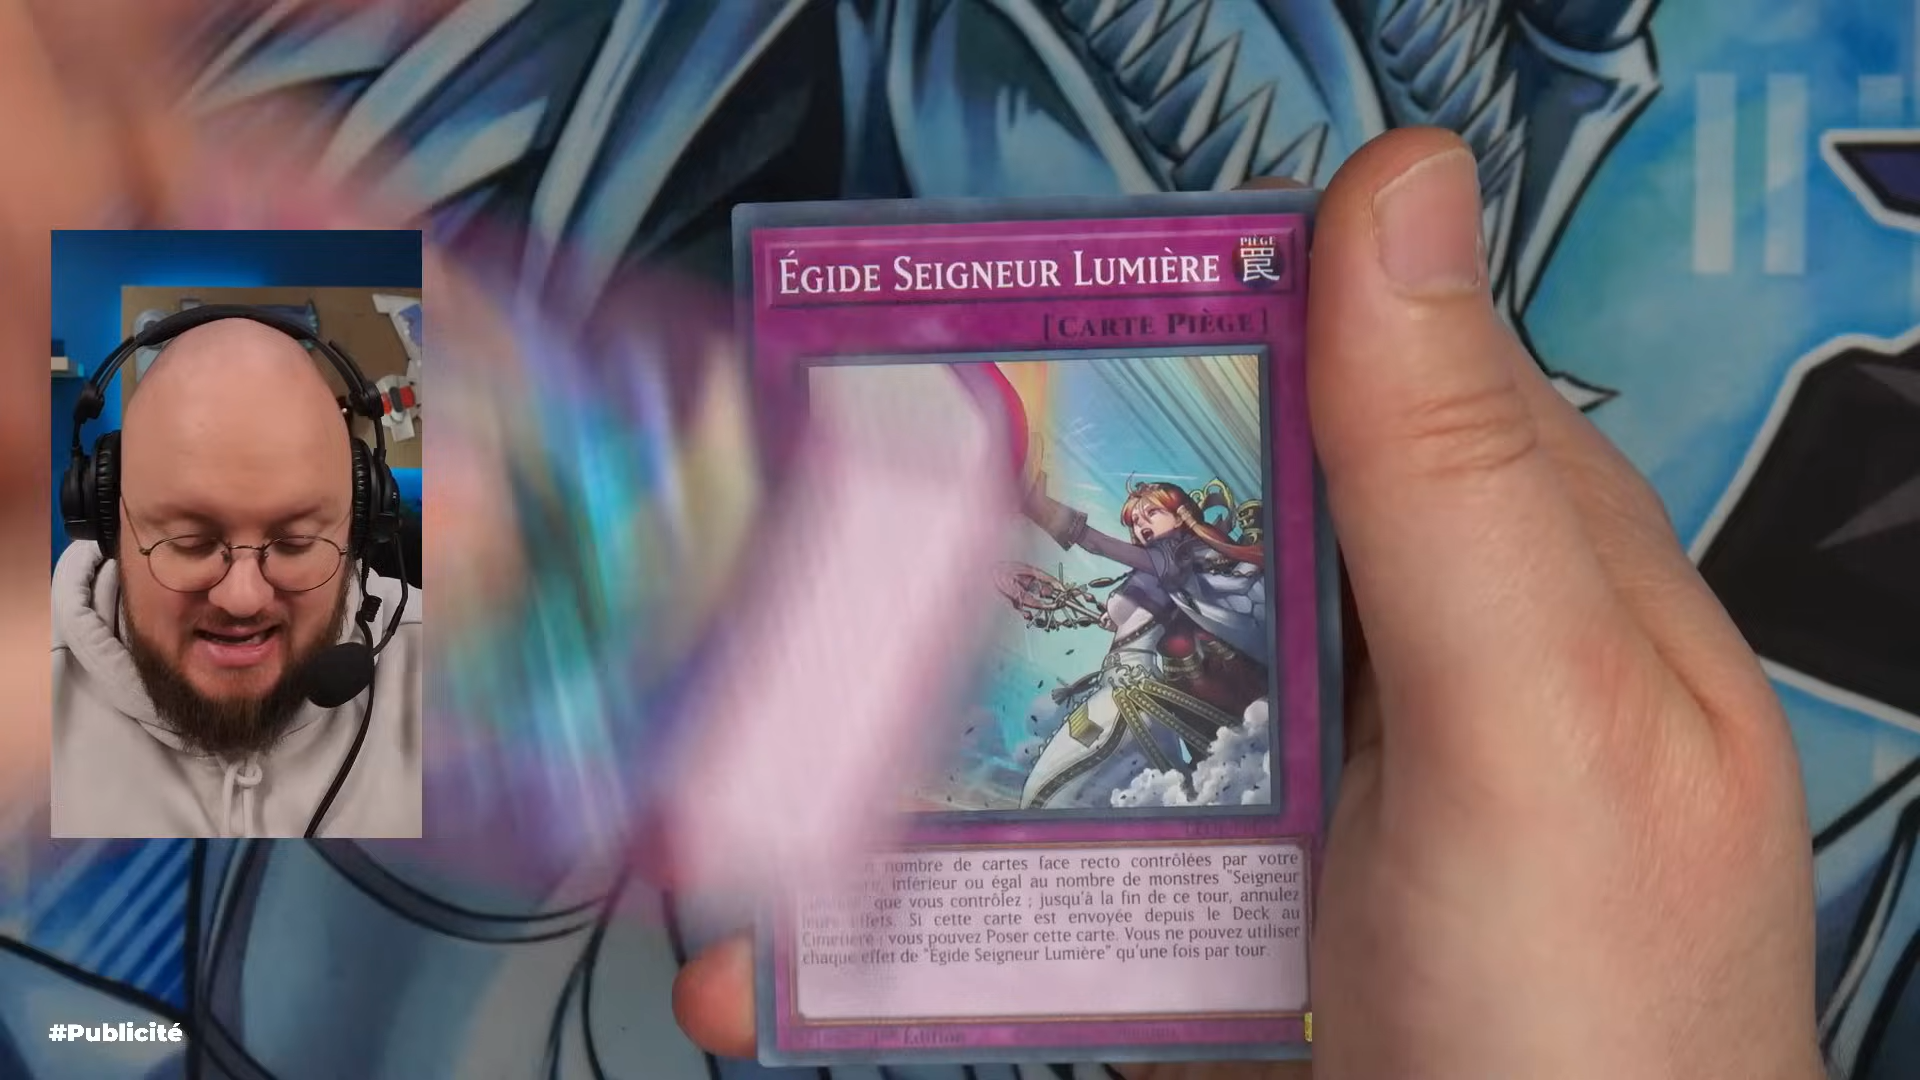 ÉGIDE SEIGNEUR LUMIÈRE
PIÈGE
罠
[CARTE PIÈGE]
nombre de cartes face recto contrôlées par votre
inférieur ou égal au nombre de monstres "Seigneur
que vous contrôlez ; jusqu'à la fin de ce tour, annulez
leurs effets. Si cette carte est envoyée depuis le Deck au
Cimetière : vous pouvez Poser cette carte. Vous ne pouvez utiliser
chaque effet de "Égide Seigneur Lumière" qu'une fois par tour.
Édition
#Publicité